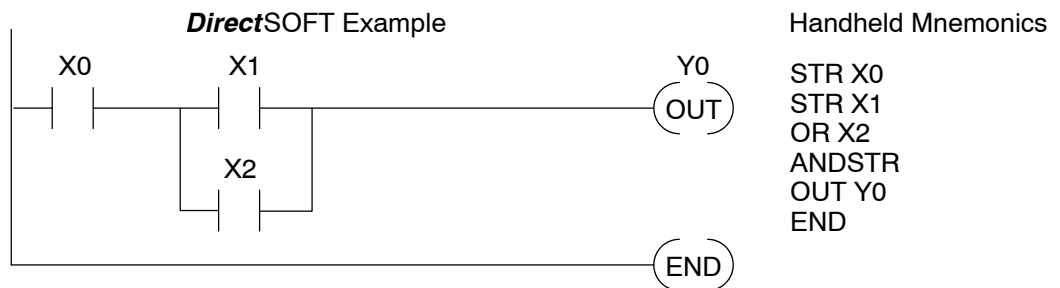 DirectSOFT Example
Handheld Mnemonics
X0
X1
Y0
OUT
X2
END
STR X0
STR X1
OR X2
ANDSTR
OUT Y0
END